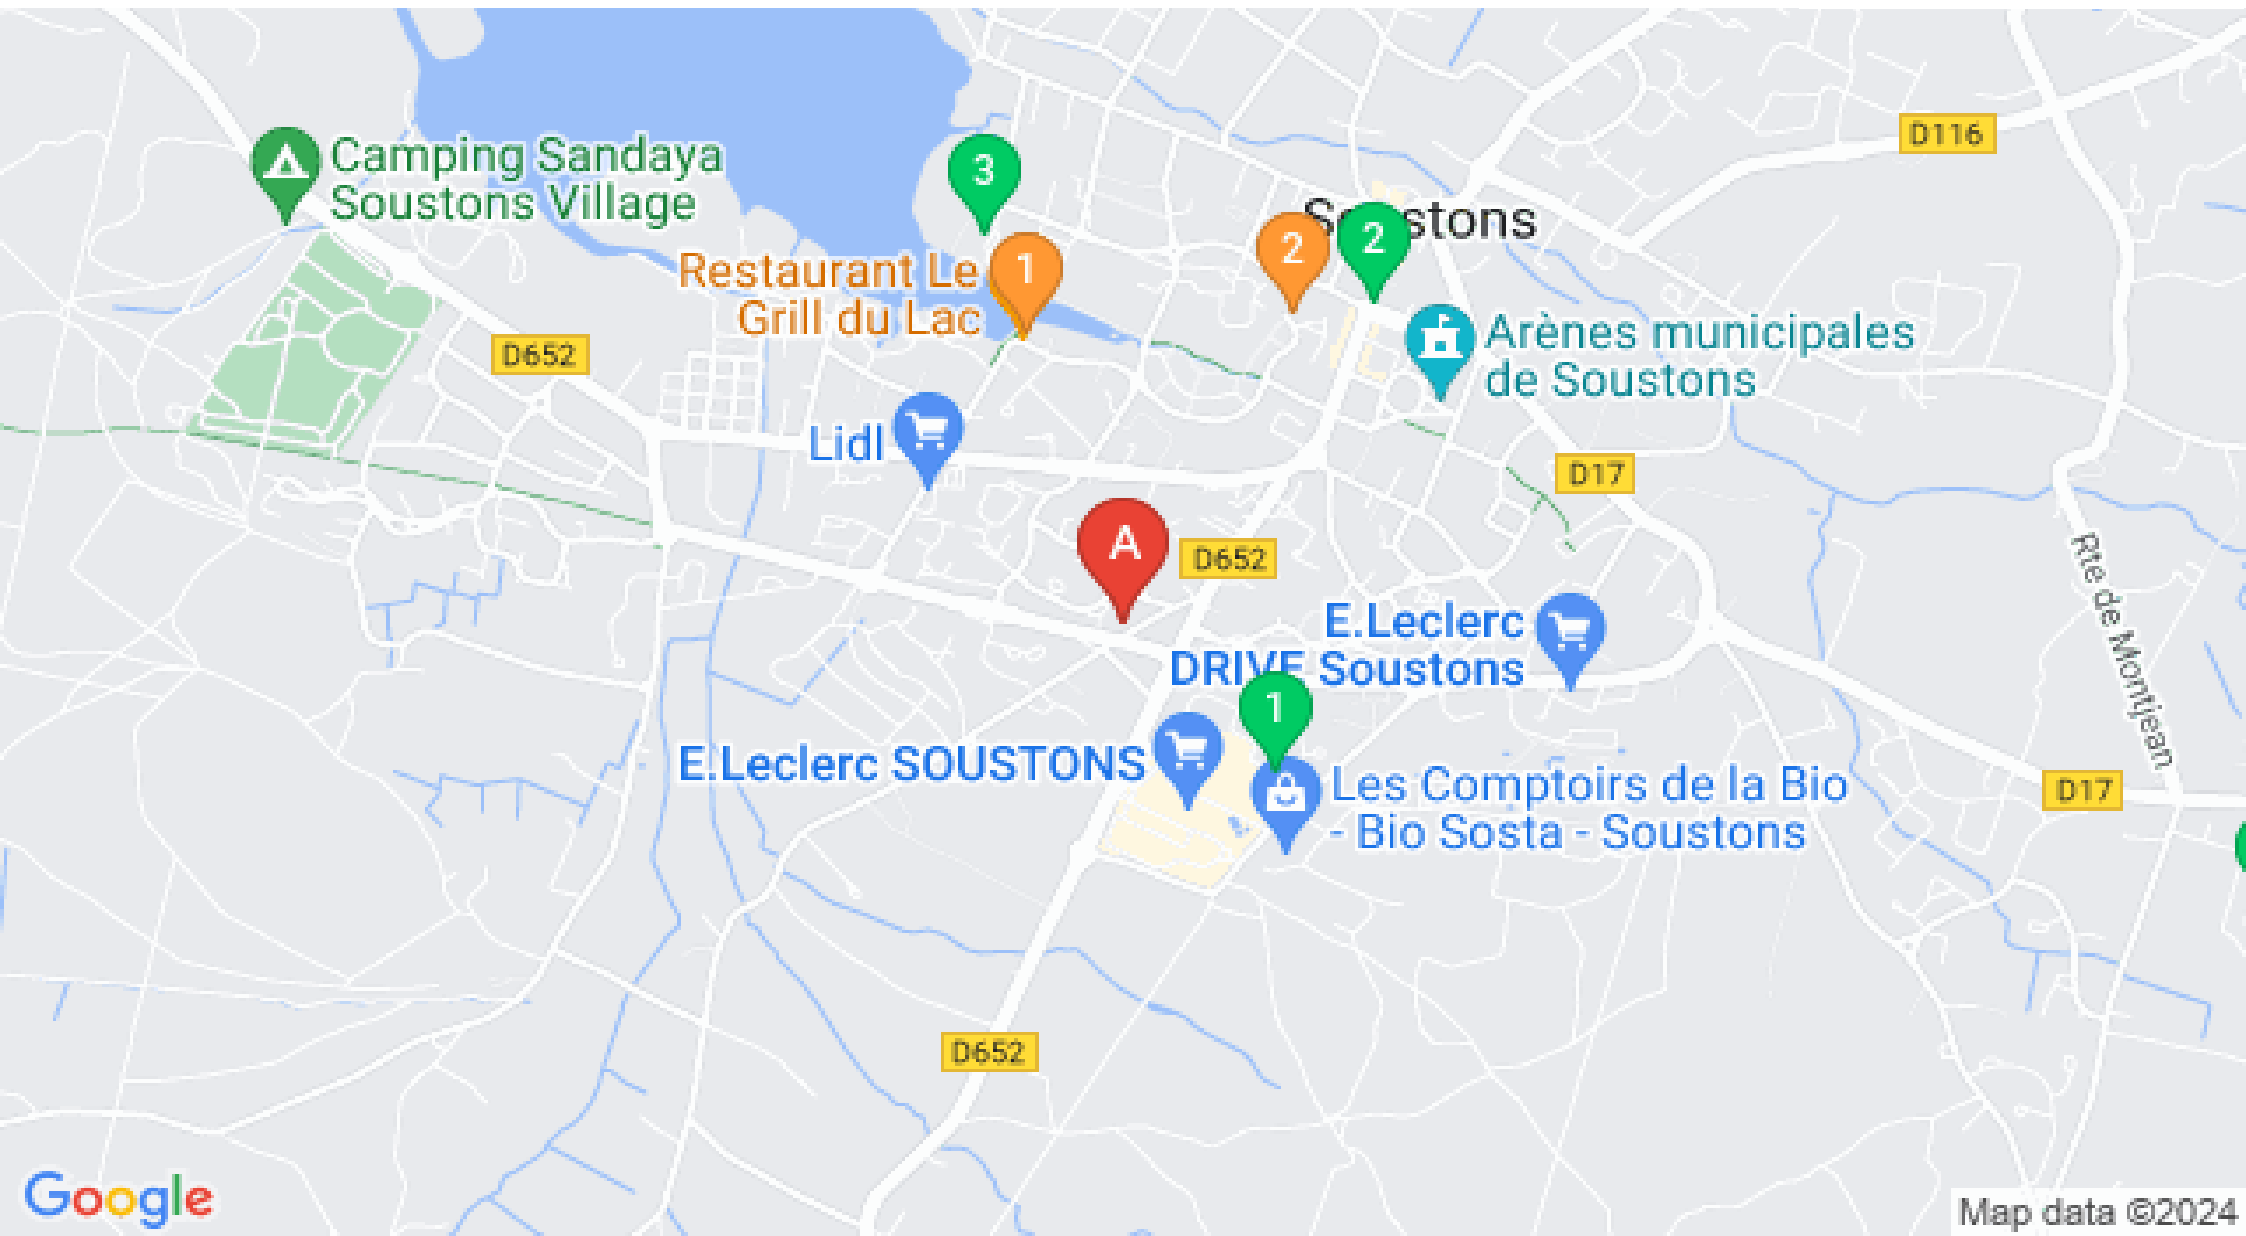 D116
Camping Sandaya
Soustons Village
3
Soustons
2
2
Restaurant Le
Grill du Lac
1
Arènes municipales
de Soustons
D652
Lidl
D17
A
D652
Rte de Montjean
E.Leclerc
DRIVE Soustons
1
E.Leclerc SOUSTONS
Les Comptoirs de la Bio
- Bio Sosta - Soustons
D17
D652
Google
Map data ©2024